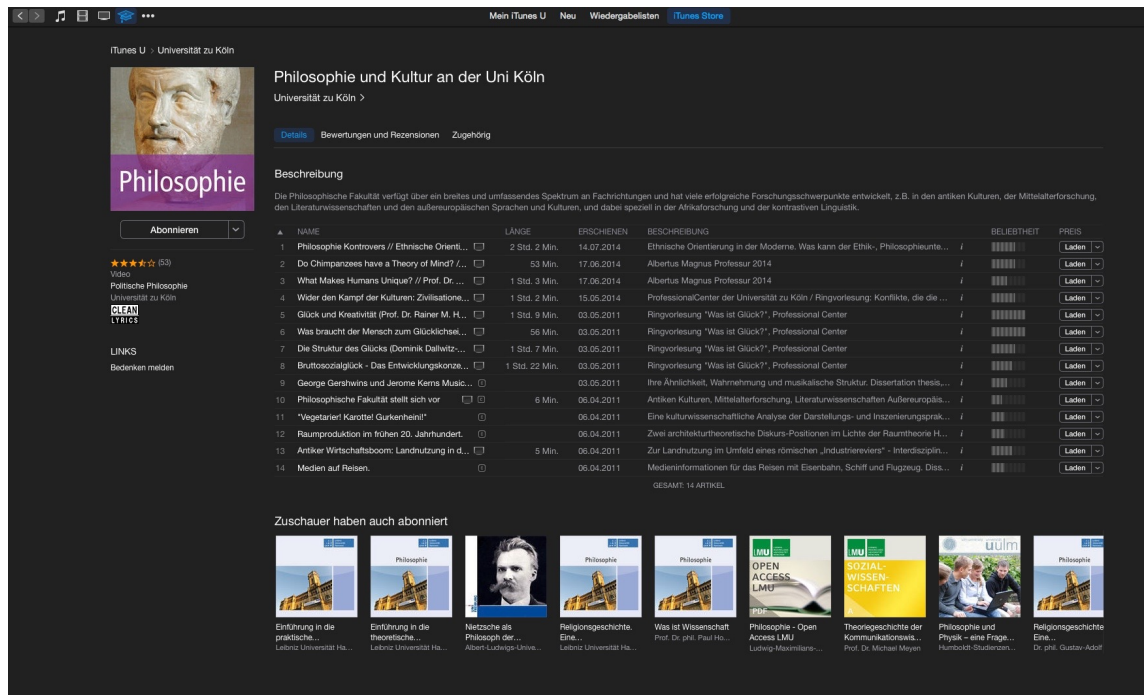 Mein iTunes U Neu Wiedergabelisten iTunes Store
iTunes U > Universität zu Köln
Philosophie
Philosophie und Kultur an der Uni Köln
Universität zu Köln >
Details Bewertungen und Rezensionen Zugehörig
Abonnieren
(53)
Video
Politische Philosophie
Universität zu Köln
CLEAN
LYRICS
LINKS
Bedenken melden
Beschreibung
Die Philosophische Fakultät verfügt über ein breites und umfassendes Spektrum an Fachrichtungen und hat viele erfolgreiche Forschungsschwerpunkte entwickelt, z.B. in den antiken Kulturen, der Mittelalterforschung,
den Literaturwissenschaften und den außereuropäischen Sprachen und Kulturen, und dabei speziell in der Afrikaforschung und der kontrastiven Linguistik.
NAME LÄNGE ERSCHIENEN BESCHREIBUNG BELIEBTHEIT PREIS
1 Philosophie Kontrovers // Ethnische Orienti... 2 Std. 2 Min. 14.07.2014 Ethnische Orientierung in der Moderne. Was kann der Ethik-, Philosophieunte... i Laden
2 Do Chimpanzees have a Theory of Mind? /... 53 Min. 17.06.2014 Albertus Magnus Professur 2014 i Laden
3 What Makes Humans Unique? // Prof. Dr. ... 1 Std. 3 Min. 17.06.2014 Albertus Magnus Professur 2014 i Laden
4 Wider den Kampf der Kulturen: Zivilisatione... 1 Std. 2 Min. 15.05.2014 ProfessionalCenter der Universität zu Köln / Ringvorlesung: Konflikte, die die ... i Laden
5 Glück und Kreativität (Prof. Dr. Rainer M. H... 1 Std. 9 Min. 03.05.2011 Ringvorlesung "Was ist Glück?", Professional Center i Laden
6 Was braucht der Mensch zum Glücklichsei... 56 Min. 03.05.2011 Ringvorlesung "Was ist Glück?", Professional Center i Laden
7 Die Struktur des Glücks (Dominik Dallwitz-... 1 Std. 7 Min. 03.05.2011 Ringvorlesung "Was ist Glück?", Professional Center i Laden
8 Bruttosozialglück - Das Entwicklungskonze... 1 Std. 22 Min. 03.05.2011 Ringvorlesung "Was ist Glück?", Professional Center i Laden
9 George Gershwins und Jerome Kerns Music... 03.05.2011 Ihre Ähnlichkeit, Wahrnehmung und musikalische Struktur. Dissertation thesis,... i Laden
10 Philosophische Fakultät stellt sich vor 6 Min. 06.04.2011 Antiken Kulturen, Mittelalterforschung, Literaturwissenschaften Außereuropäis... i Laden
11 "Vegetarier! Karotte! Gurkenheini!" 06.04.2011 Eine kulturwissenschaftliche Analyse der Darstellungs- und Inszenierungsprak... i Laden
12 Raumproduktion im frühen 20. Jahrhundert. 06.04.2011 Zwei architekturtheoretische Diskurs-Positionen im Lichte der Raumtheorie H... i Laden
13 Antiker Wirtschaftsboom: Landnutzung in d... 5 Min. 06.04.2011 Zur Landnutzung im Umfeld eines römischen „Industriereviers" - Interdisziplin... i Laden
14 Medien auf Reisen. 06.04.2011 Medieninformationen für das Reisen mit Eisenbahn, Schiff und Flugzeug. Diss... i Laden
GESAMT: 14 ARTIKEL
Zuschauer haben auch abonniert
Philosophie
Philosophie
Philosophie
Philosophie
LMU
OPEN
ACCESS
LMU
PDF
LMU
SOZIAL-
WISSEN-
SCHAFTEN
A
uulm
Philosophie
Einführung in die
praktische...
Leibniz Universität Ha...
Einführung in die
theoretische...
Leibniz Universität Ha...
Nietzsche als
Philosoph der...
Albert-Ludwigs-Unive...
Religionsgeschichte.
Eine...
Leibniz Universität Ha...
Was ist Wissenschaft
Prof. Dr. phil. Paul Ho...
Philosophie - Open
Access LMU
Ludwig-Maximilians-...
Theoriegeschichte der
Kommunikationswis...
Prof. Dr. Michael Meyen
Philosophie und
Physik – eine Frage...
Humboldt-Studienzen...
Religionsgeschichte
Eine...
Dr. phil. Gustav-Adolf